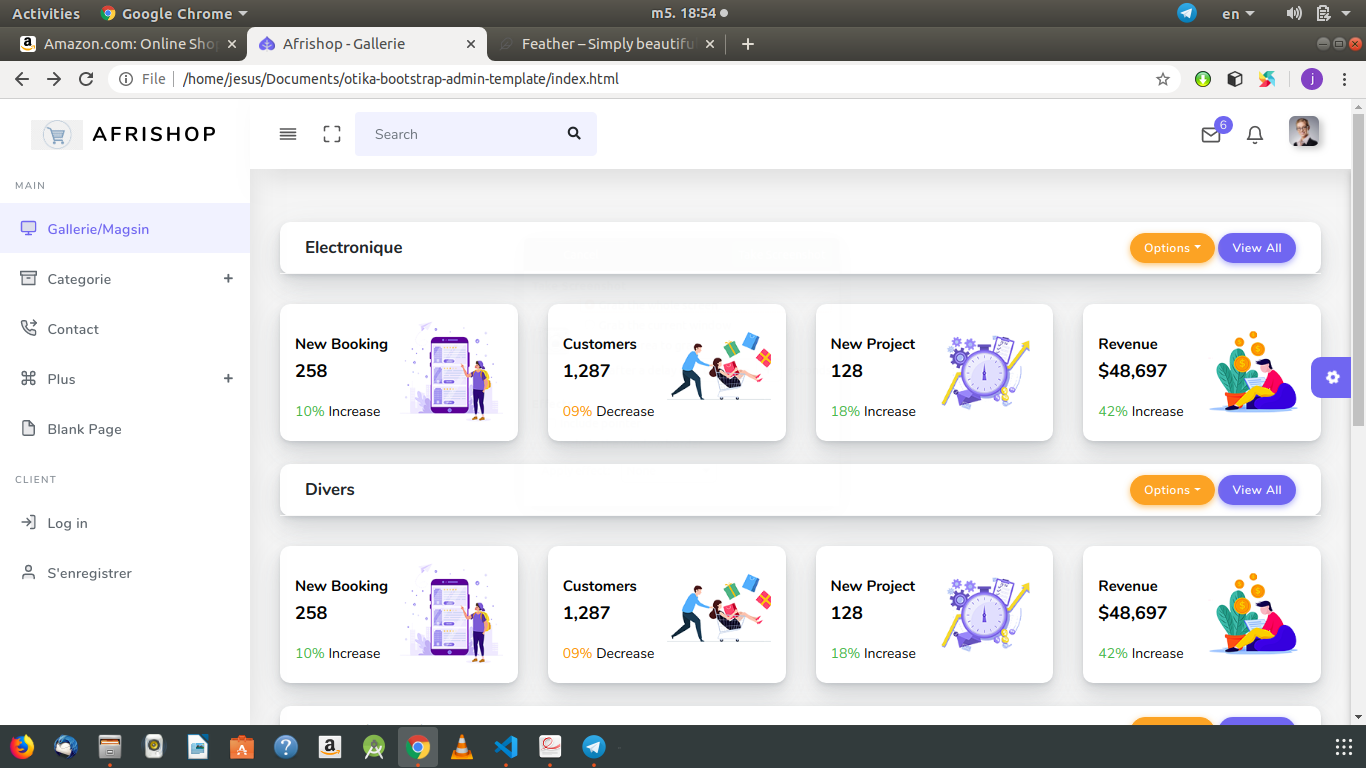 Activities
Google Chrome
m5. 18:54
en
Amazon.com: Online Sho
Afrishop - Gallerie
Feather – Simply beautiful
File
/home/jesus/Documents/otika-bootstrap-admin-template/index.html
j
AFRISHOP
Search
6
MAIN
Gallerie/Magsin
Categorie
Contact
Plus
Blank Page
CLIENT
Log in
S'enregistrer
Electronique
Options
View All
New Booking
258
10% Increase
Customers
1,287
09% Decrease
New Project
128
18% Increase
Revenue
$48,697
42% Increase
Divers
Options
View All
New Booking
258
10% Increase
Customers
1,287
09% Decrease
New Project
128
18% Increase
Revenue
$48,697
42% Increase